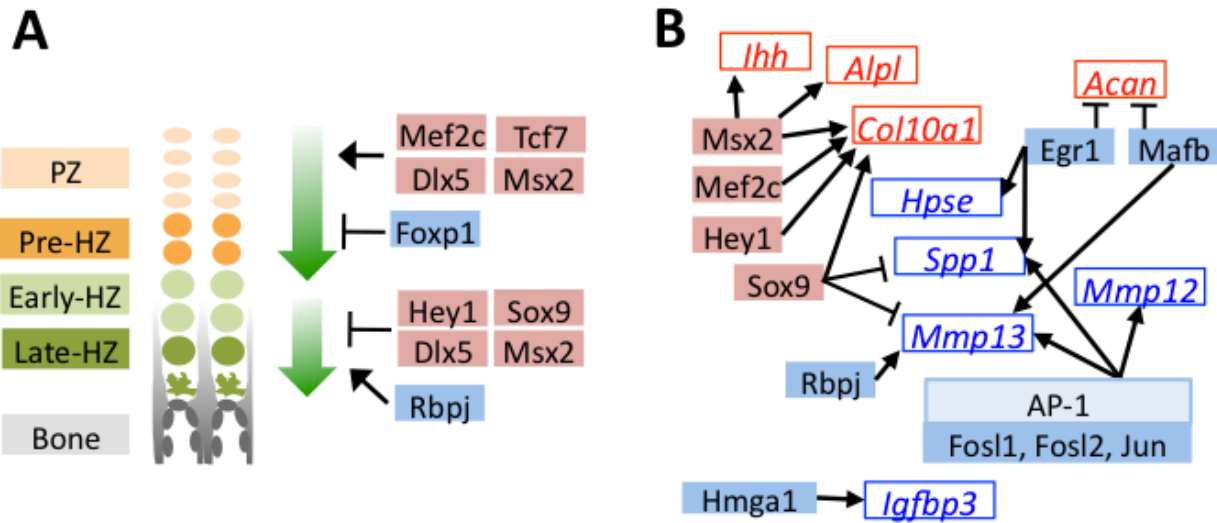 A
PZ
Pre-HZ
Early-HZ
Late-HZ
Bone
Mef2c Tcf7
Dlx5 Msx2
Foxp1
Hey1 Sox9
Dlx5 Msx2
Rbpj
B
Ihh
Alpl
Acan
Col10a1
Msx2
Egr1
Mafb
Mef2c
Hpse
Hey1
Spp1
Sox9
Mmp12
Mmp13
Rbpj
AP-1
Fosl1, Fosl2, Jun
Hmga1
Igfbp3